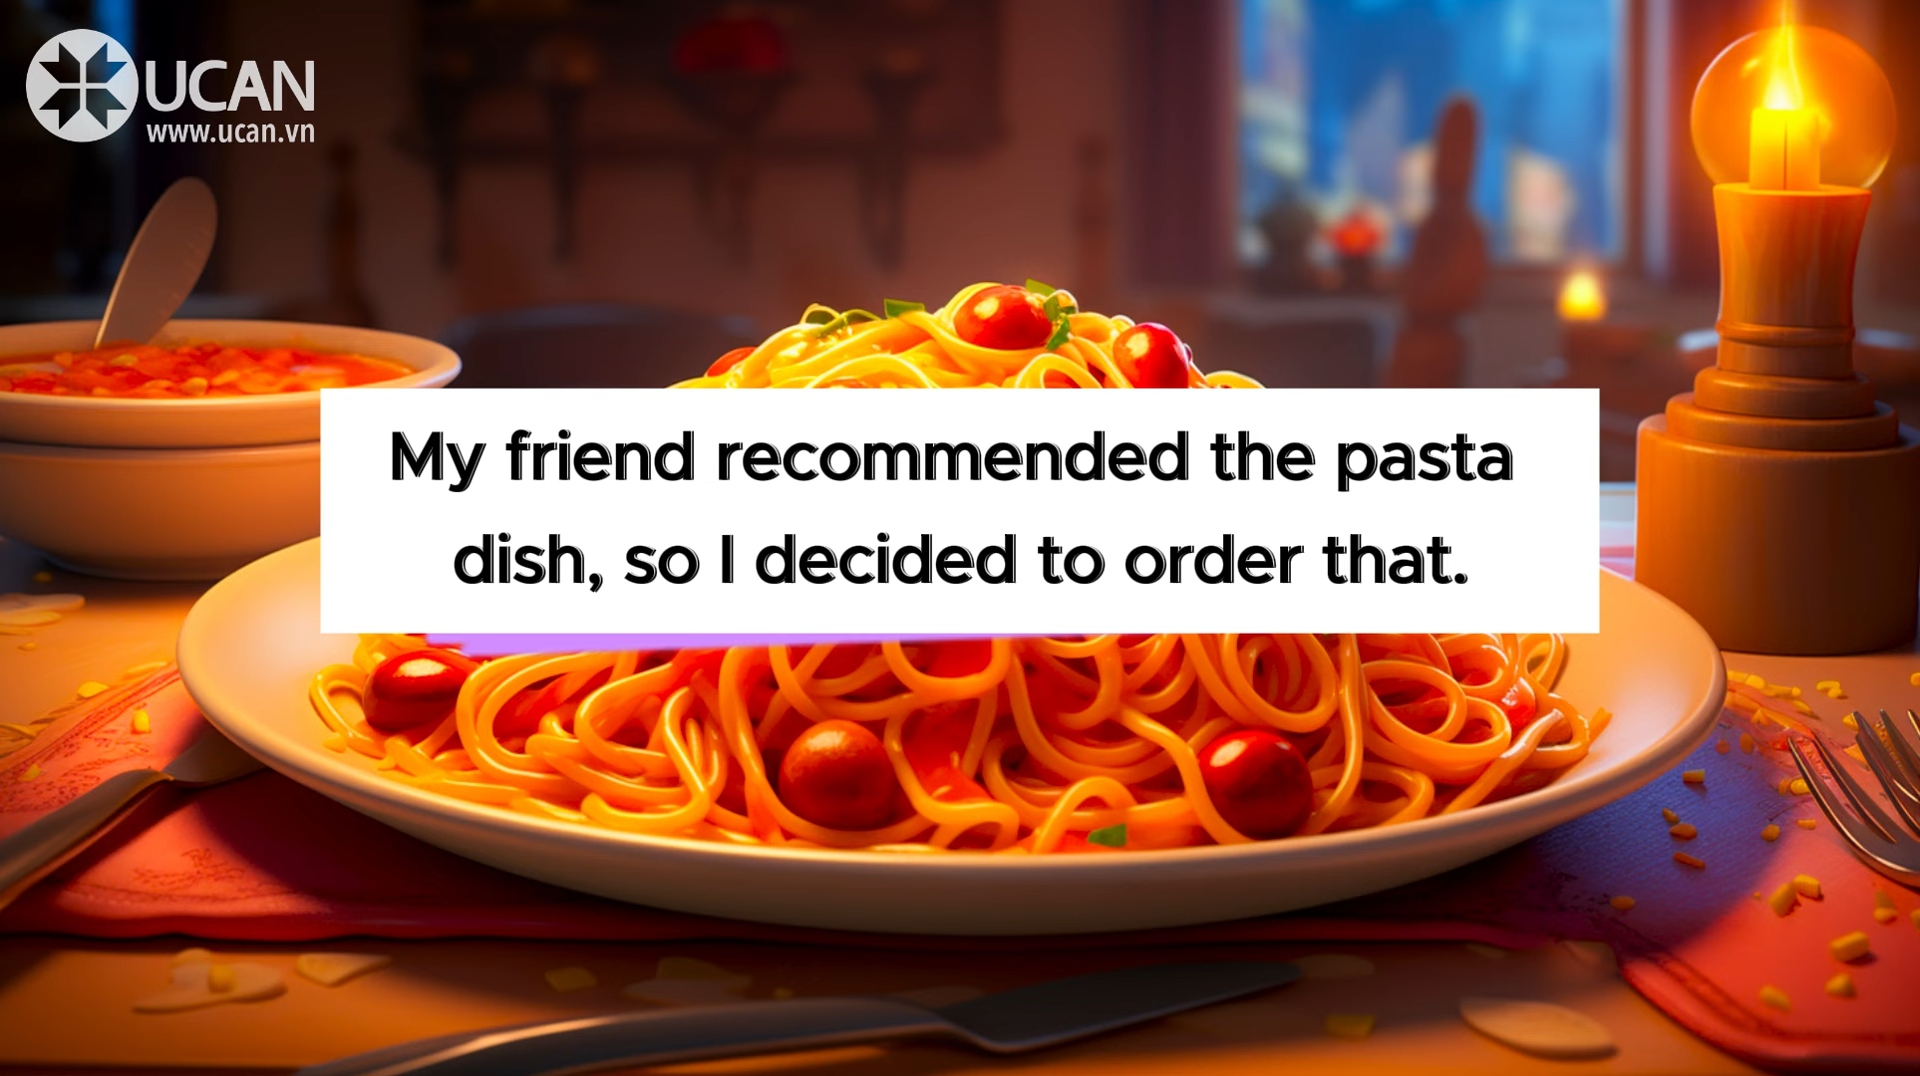 UCAN
www.ucan.vn
My friend recommended the pasta
dish, so I decided to order that.